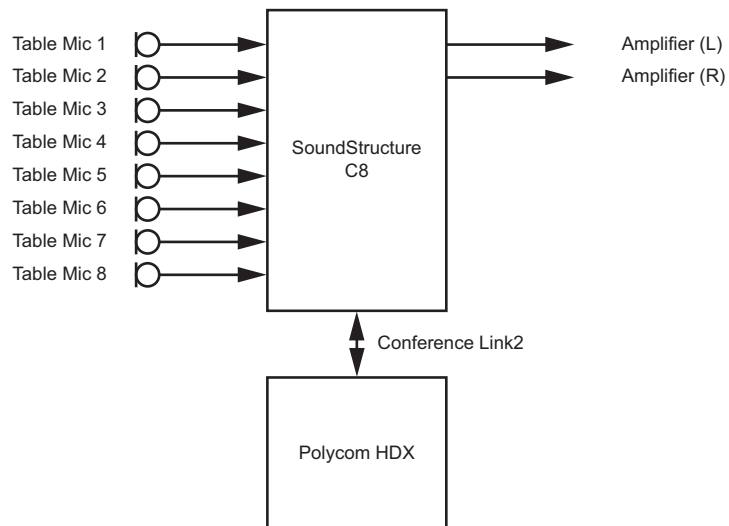 Table Mic 1
Table Mic 2
Table Mic 3
Table Mic 4
Table Mic 5
Table Mic 6
Table Mic 7
Table Mic 8
SoundStructure
C8
Amplifier (L)
Amplifier (R)
Conference Link2
Polycom HDX